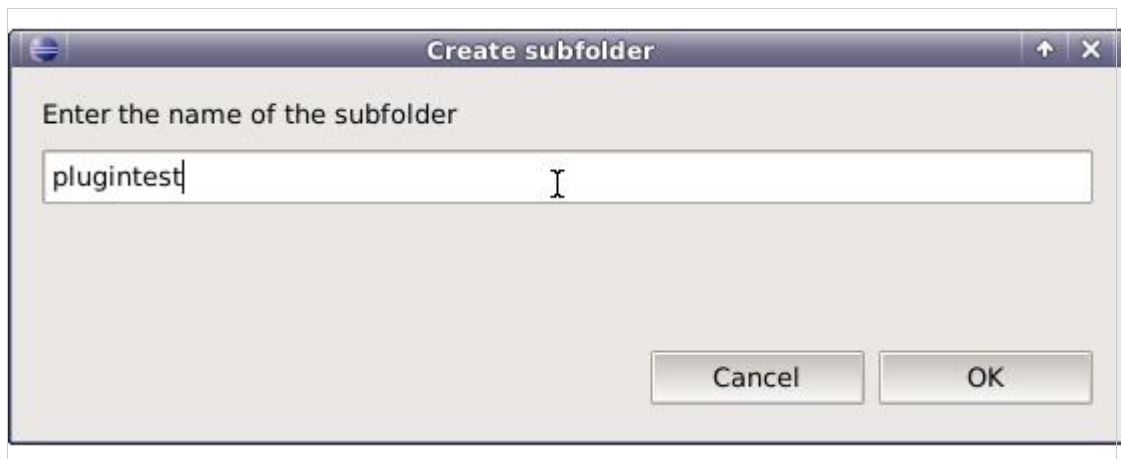 Create subfolder
Enter the name of the subfolder
plugintest
Cancel OK